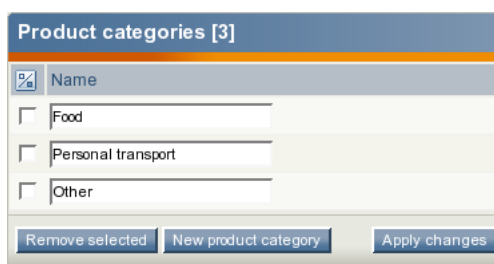 Product categories [3]
Name
Food
Personal transport
Other
Remove selected New product category Apply changes